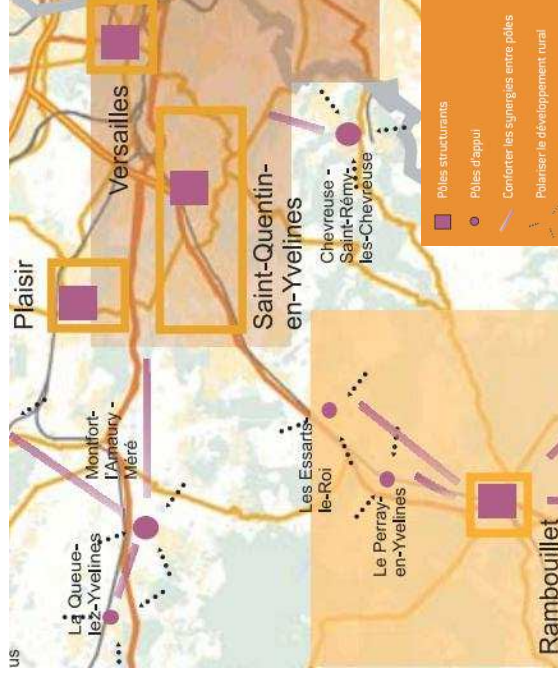 us
Plaisir
Versailles
Saint-Quentin-
en-Yvelines
Montfort-
l'Amaury -
Méré
La Queue-
lez-Yvelines
Chevreuse -
Saint-Rémy-
les-Chevreuse
Les Essarts-
le-Roi
Le Perray-
en-Yvelines
Rambouillet
Pôles structurants
Pôles d'appui
Conforter les synergies entre pôles
Polariser le développement rural